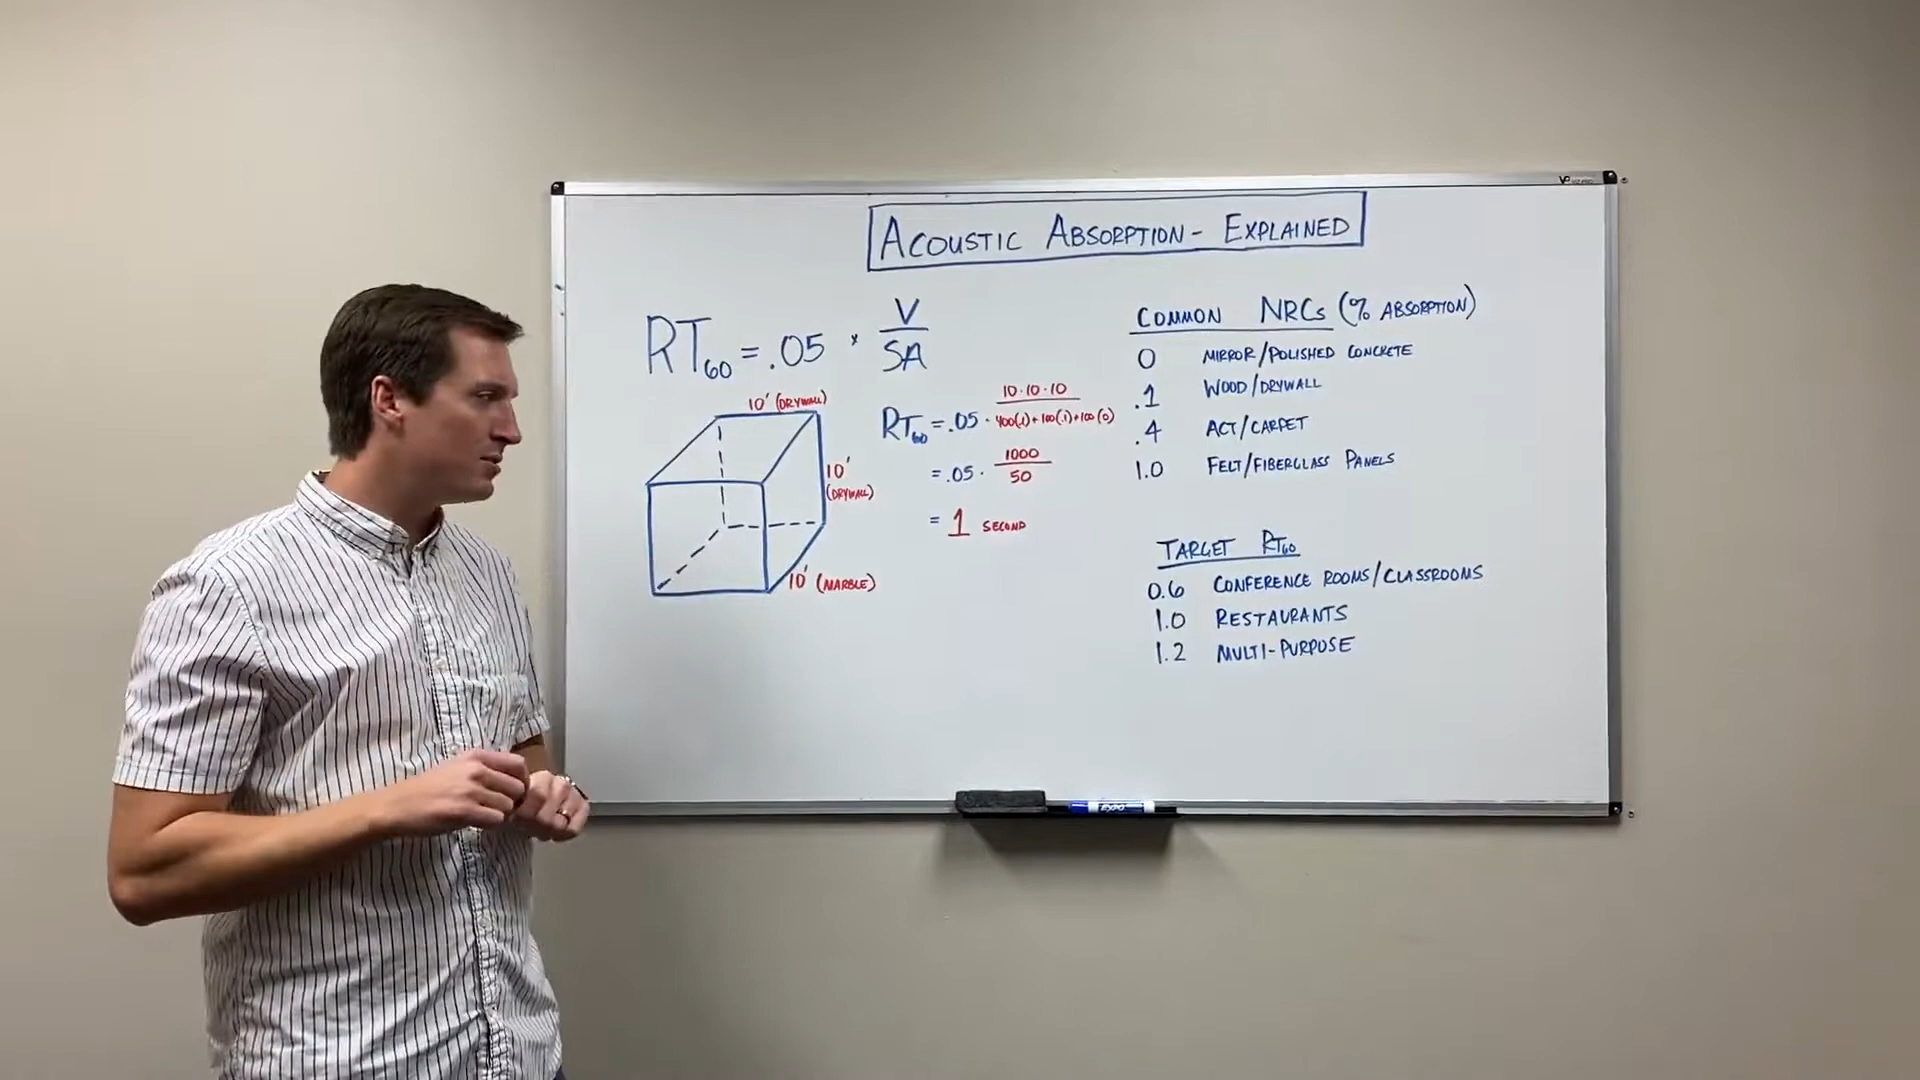 ACOUSTIC ABSORPTION - EXPLAINED
RT60 = .05 × V/SA
10' (DRYWALL)
10' (DRYWALL)
10' (MARBLE)
RT60 = .05 · 10·10·10 / 400(.1)+100(.1)+100(0)
= .05 · 1000/50
= 1 SECOND
COMMON NRCs (% ABSORPTION)
0 MIRROR/POLISHED CONCRETE
.1 WOOD/DRYWALL
.4 ACT/CARPET
1.0 FELT/FIBERGLASS PANELS
TARGET RT60
0.6 CONFERENCE ROOMS/CLASSROOMS
1.0 RESTAURANTS
1.2 MULTI-PURPOSE
EXPO